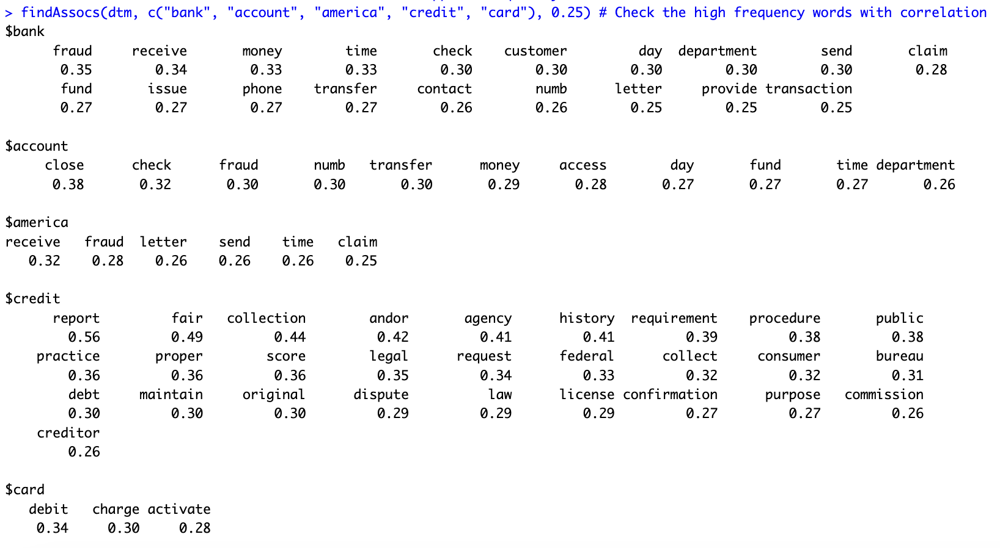 > findAssocs(dtm, c("bank", "account", "america", "credit", "card"), 0.25) # Check the high frequency words with correlation
$bank
fraud receive money time check customer day department send claim
0.35 0.34 0.33 0.33 0.30 0.30 0.30 0.30 0.30 0.28
fund issue phone transfer contact numb letter provide transaction
0.27 0.27 0.27 0.27 0.26 0.26 0.25 0.25 0.25
$account
close check fraud numb transfer money access day fund time department
0.38 0.32 0.30 0.30 0.30 0.29 0.28 0.27 0.27 0.27 0.26
$america
receive fraud letter send time claim
0.32 0.28 0.26 0.26 0.26 0.25
$credit
report fair collection andor agency history requirement procedure public
0.56 0.49 0.44 0.42 0.41 0.41 0.39 0.38 0.38
practice proper score legal request federal collect consumer bureau
0.36 0.36 0.36 0.35 0.34 0.33 0.32 0.32 0.31
debt maintain original dispute law license confirmation purpose commission
0.30 0.30 0.30 0.29 0.29 0.29 0.27 0.27 0.26
creditor
0.26
$card
debit charge activate
0.34 0.30 0.28